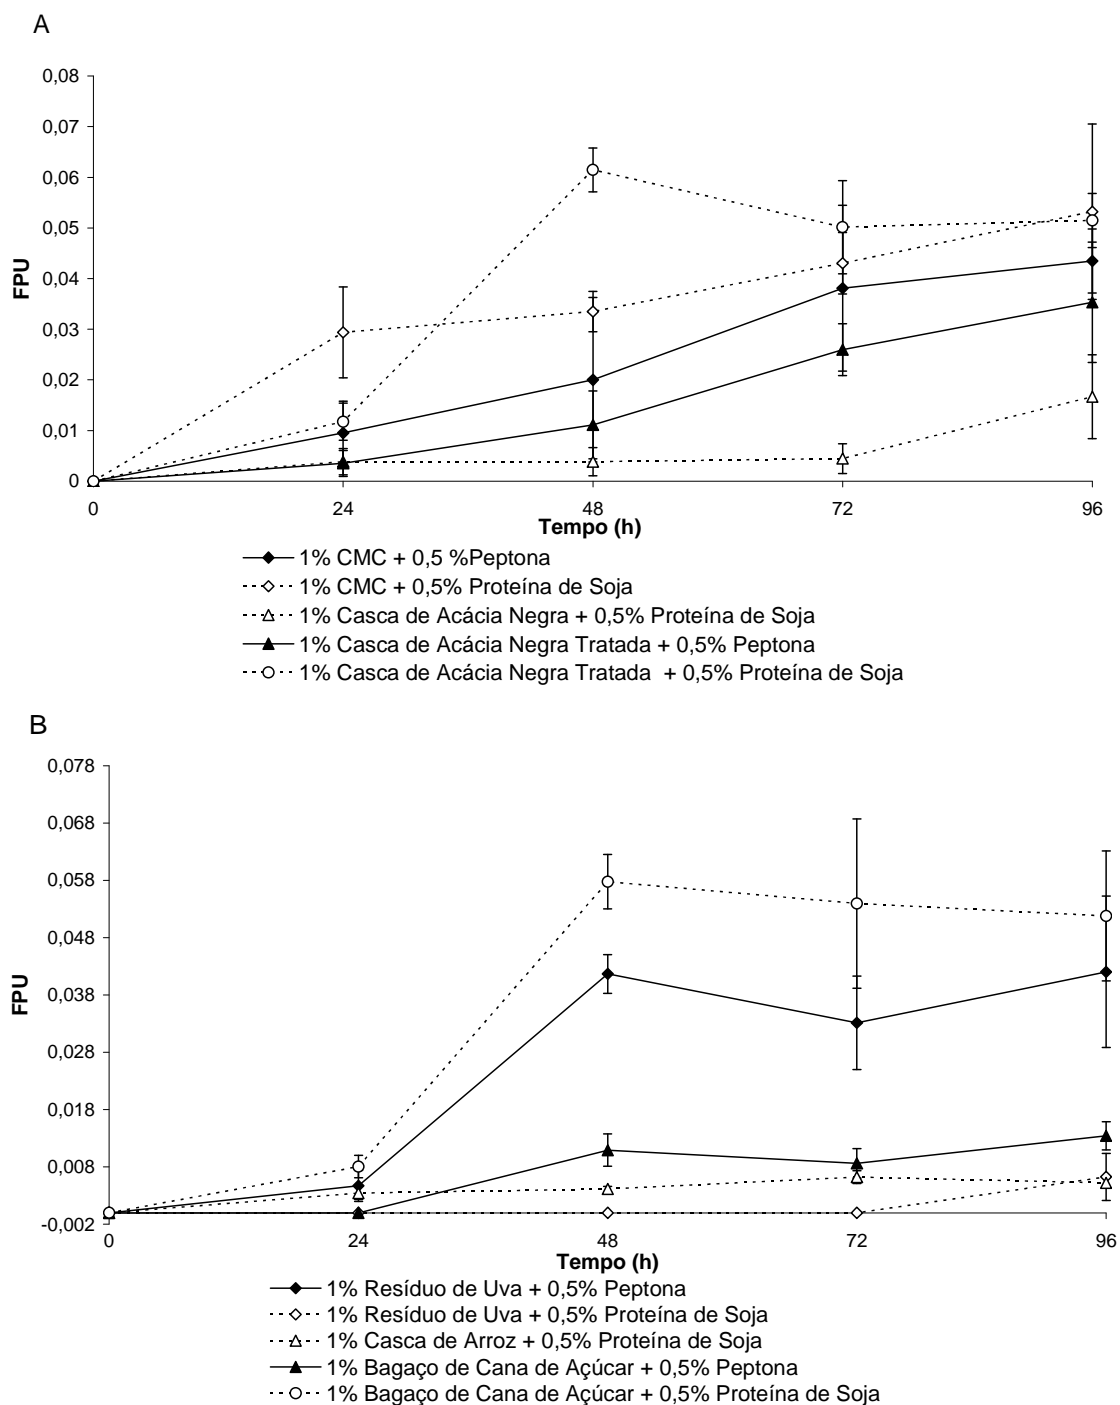 A
0,08
0,07
0,06
0,05
0,04
0,03
0,02
0,01
0
FPU
0 24 48 72 96
Tempo (h)
1% CMC + 0,5 %Peptona
1% CMC + 0,5% Proteína de Soja
1% Casca de Acácia Negra + 0,5% Proteína de Soja
1% Casca de Acácia Negra Tratada + 0,5% Peptona
1% Casca de Acácia Negra Tratada + 0,5% Proteína de Soja
B
0,078
0,068
0,058
0,048
0,038
0,028
0,018
0,008
-0,002
FPU
0 24 48 72 96
Tempo (h)
1% Resíduo de Uva + 0,5% Peptona
1% Resíduo de Uva + 0,5% Proteína de Soja
1% Casca de Arroz + 0,5% Proteína de Soja
1% Bagaço de Cana de Açúcar + 0,5% Peptona
1% Bagaço de Cana de Açúcar + 0,5% Proteína de Soja